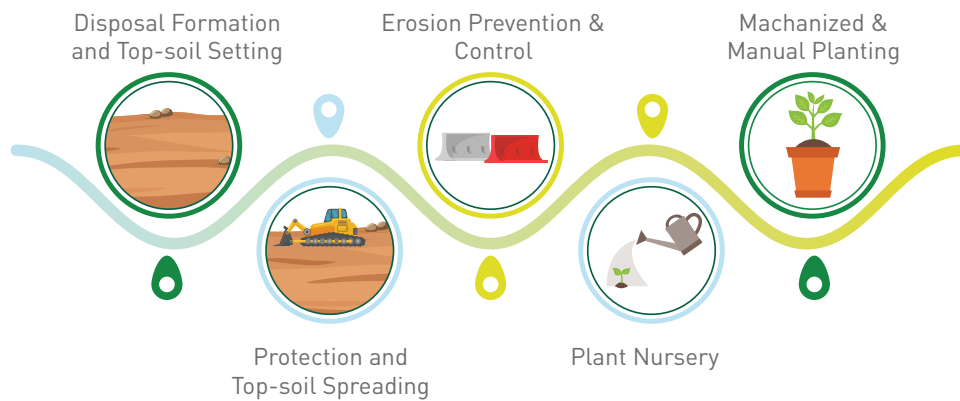 Disposal Formation
and Top-soil Setting
Erosion Prevention &
Control
Machanized &
Manual Planting
Protection and
Top-soil Spreading
Plant Nursery